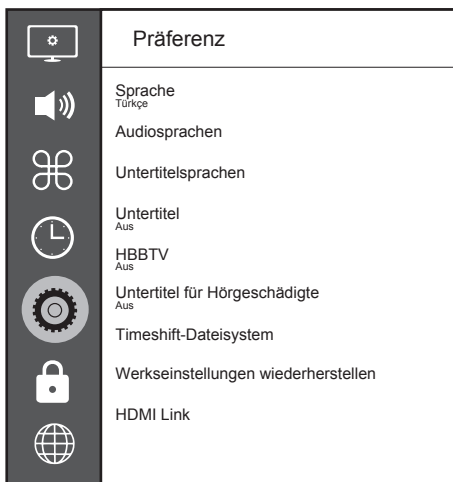 Präferenz
Sprache
Türkçe
Audiosprachen
Untertitelsprachen
Untertitel
Aus
HBBTV
Aus
Untertitel für Hörgeschädigte
Aus
Timeshift-Dateisystem
Werkseinstellungen wiederherstellen
HDMI Link